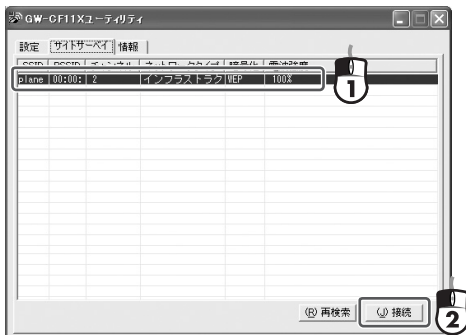 GW-CF11Xユーティリティ
設定 サイトサーベイ 情報
SSID BSSID チャンネル ネットワークタイプ 暗号化 電波強度
plane 00:00: 2 インフラストラク WEP 100%
1
(R) 再検索 (J) 接続
2